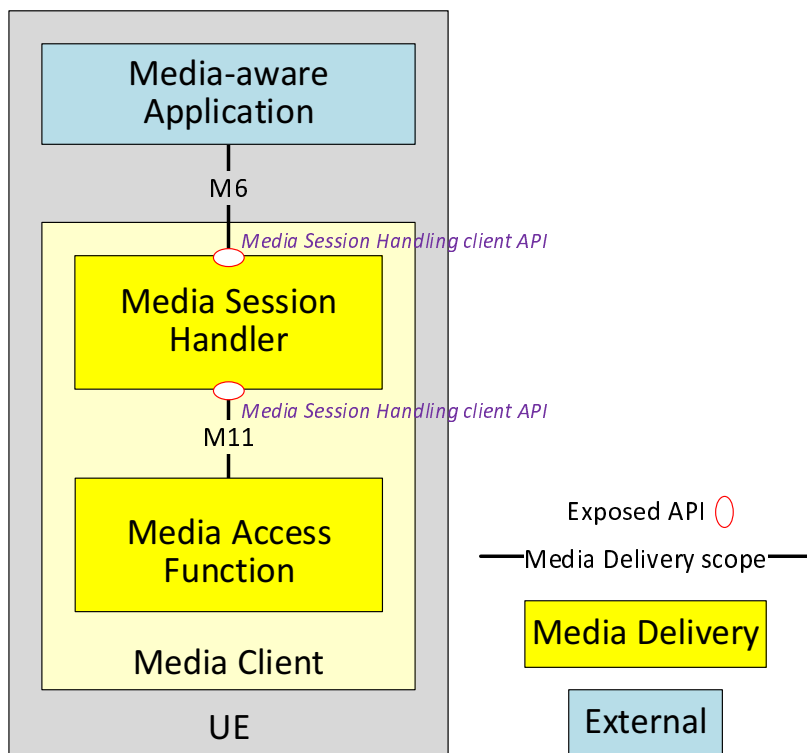 Media-aware
Application
M6
Media Session Handling client API
Media Session
Handler
Media Session Handling client API
M11
Media Access
Function
Media Client
UE
Exposed API
Media Delivery scope
Media Delivery
External